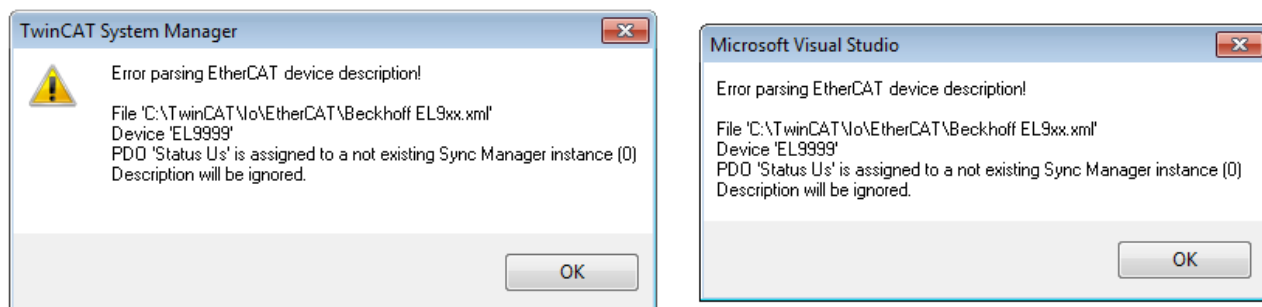 TwinCAT System Manager
Error parsing EtherCAT device description!
File 'C:\TwinCAT\Io\EtherCAT\Beckhoff EL9xx.xml'
Device 'EL9999'
PDO 'Status Us' is assigned to a not existing Sync Manager instance (0)
Description will be ignored.
OK
Microsoft Visual Studio
Error parsing EtherCAT device description!
File 'C:\TwinCAT\Io\EtherCAT\Beckhoff EL9xx.xml'
Device 'EL9999'
PDO 'Status Us' is assigned to a not existing Sync Manager instance (0)
Description will be ignored.
OK